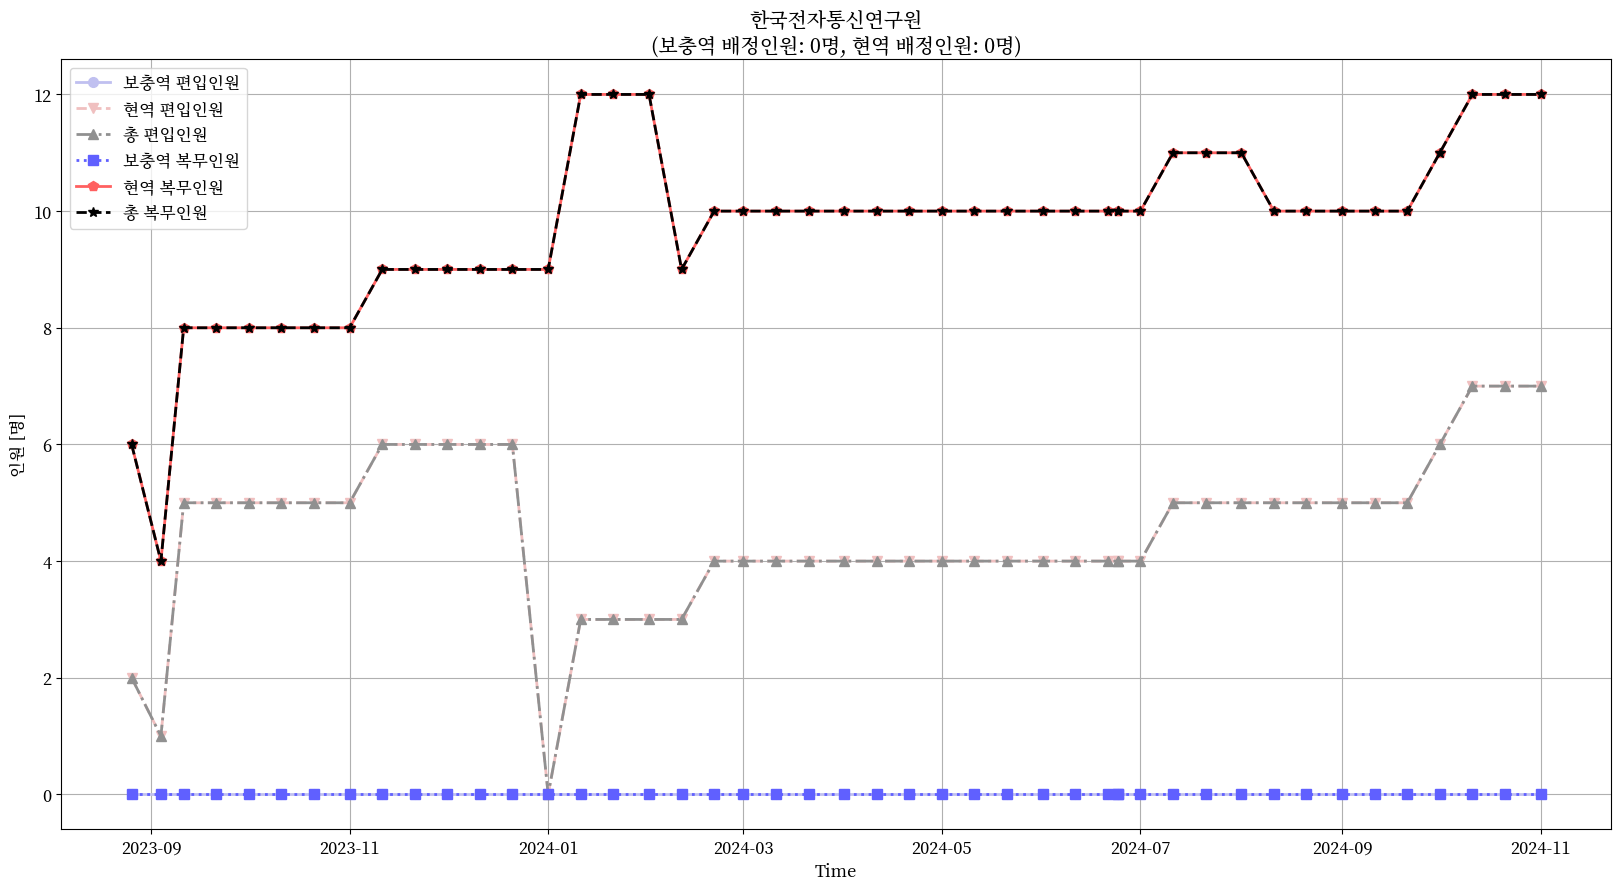 한국전자통신연구원
(보충역 배정인원: 0명, 현역 배정인원: 0명)
보충역 편입인원
현역 편입인원
총 편입인원
보충역 복무인원
현역 복무인원
총 복무인원
12
10
8
6
4
2
0
인원 [명]
2023-09
2023-11
2024-01
2024-03
2024-05
2024-07
2024-09
2024-11
Time